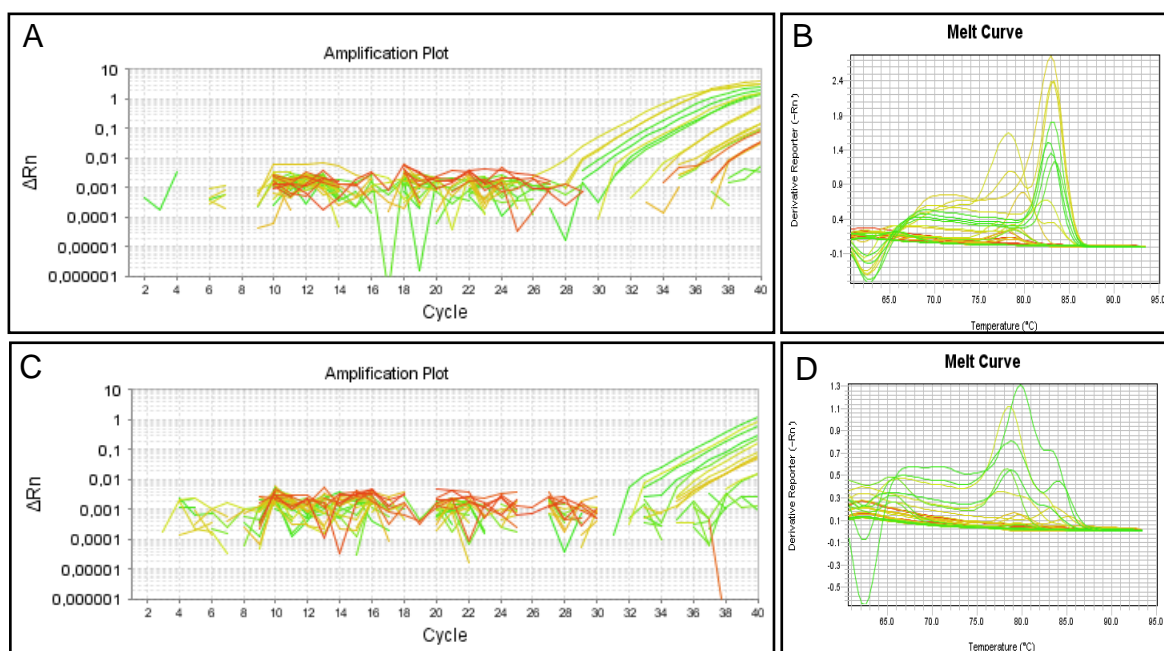 A
Amplification Plot
10
1
0,1
0,01
0,001
0,0001
0,00001
0,000001
ΔRn
2 4 6 8 10 12 14 16 18 20 22 24 26 28 30 32 34 36 38 40
Cycle
B
Melt Curve
2.4
1.9
1.4
0.9
0.4
-0.1
Derivative Reporter (-Rn')
65.0 70.0 75.0 80.0 85.0 90.0 95.0
Temperature (°C)
C
Amplification Plot
10
1
0,1
0,01
0,001
0,0001
0,00001
0,000001
ΔRn
2 4 6 8 10 12 14 16 18 20 22 24 26 28 30 32 34 36 38 40
Cycle
D
Melt Curve
1.3
1.1
0.9
0.7
0.5
0.3
0.1
-0.1
-0.3
-0.5
Derivative Reporter (-Rn')
65.0 70.0 75.0 80.0 85.0 90.0 95.0
Temperature (°C)